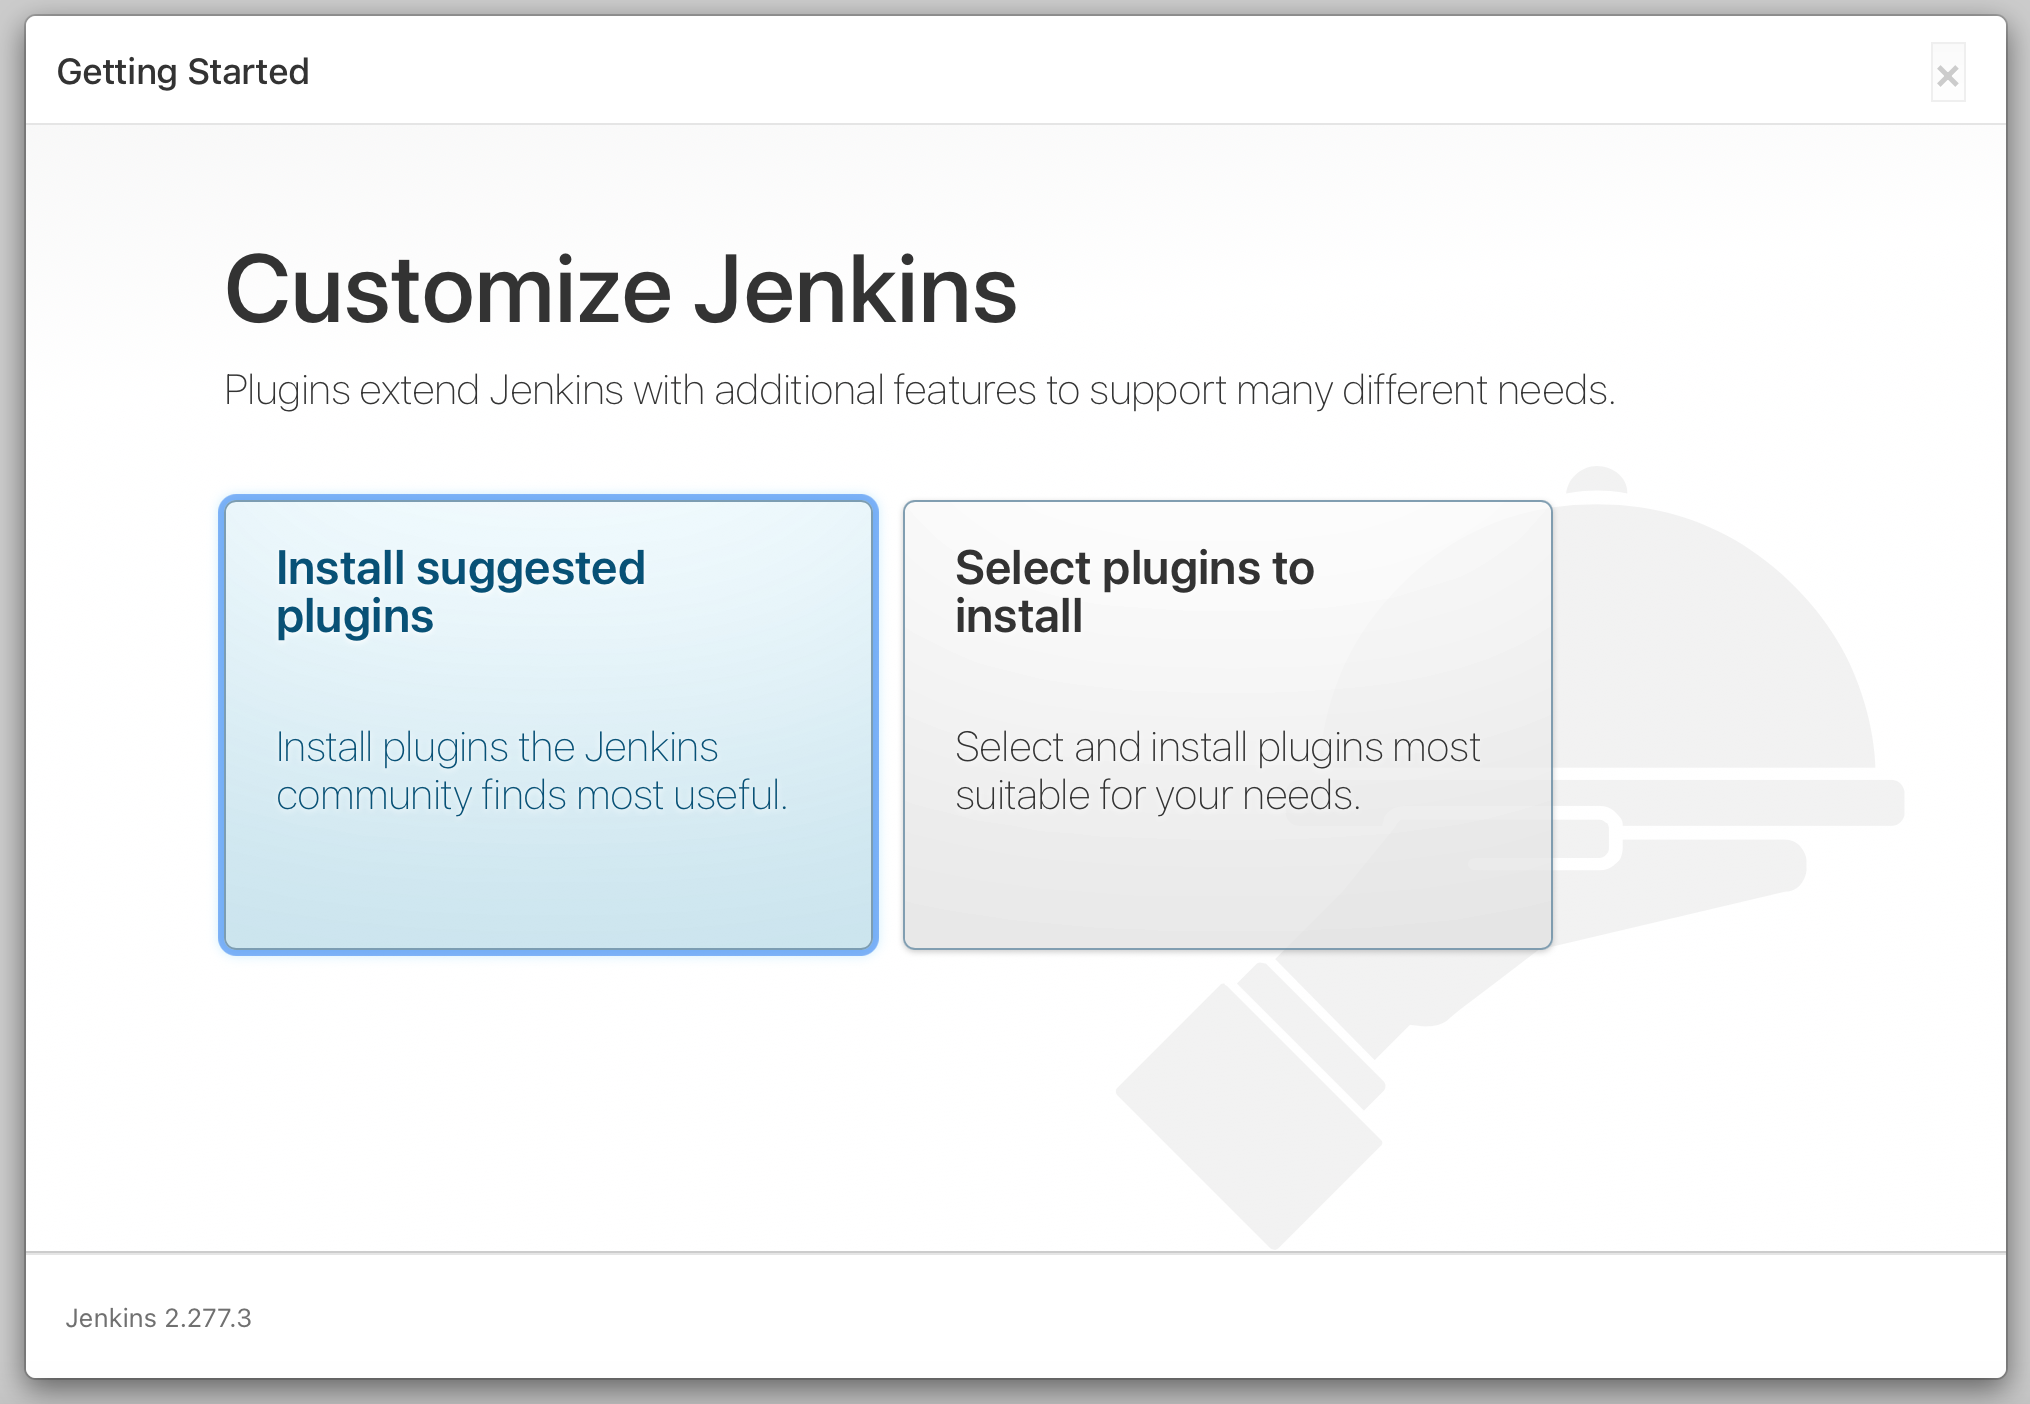 Getting Started
×
Customize Jenkins
Plugins extend Jenkins with additional features to support many different needs.
Install suggested
plugins
Install plugins the Jenkins
community finds most useful.
Select plugins to
install
Select and install plugins most
suitable for your needs.
Jenkins 2.277.3